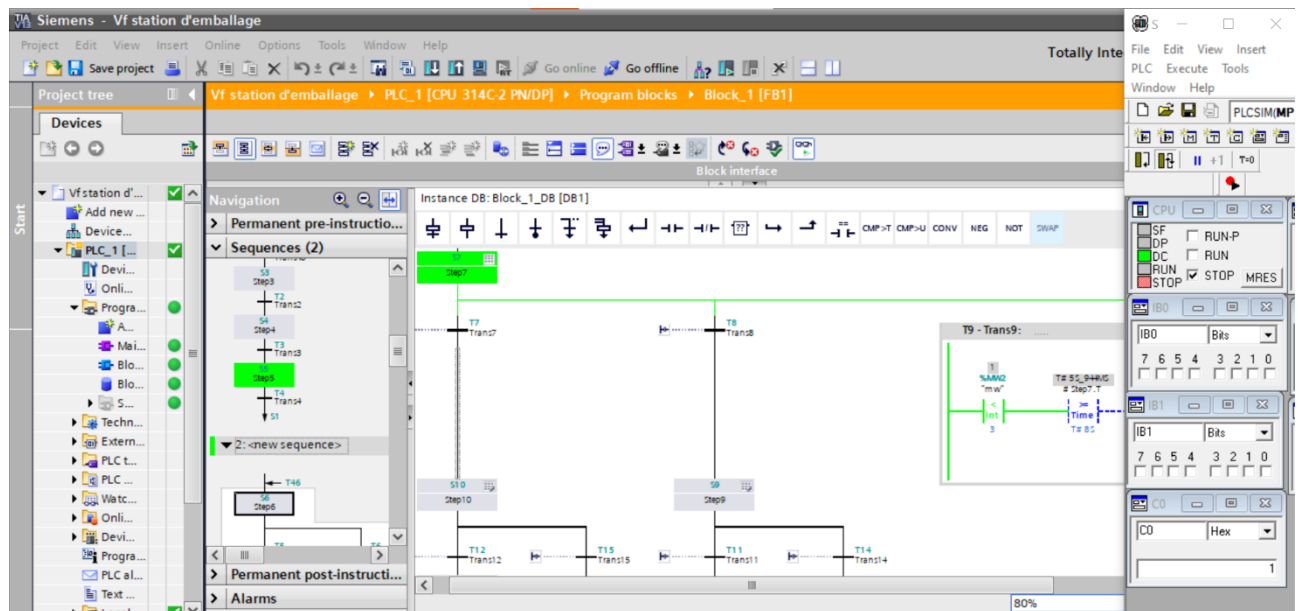 Siemens - Vf station d'emballage
Project Edit View Insert Online Options Tools Window Help
Save project Go online Go offline
Totally Inte
Project tree
Vf station d'emballage PLC_1 [CPU 314C-2 PN/DP] Program blocks Block_1 [FB1]
Devices
Start
Vf station d'...
Add new ...
Device...
PLC_1 [...
Devi...
Onli...
Progra...
A...
Mai...
Blo...
Blo...
S...
Techn...
Extern...
PLC t...
PLC ...
Watc...
Onli...
Devi...
Progra...
PLC al...
Text ...
Block interface
Navigation
Permanent pre-instructio...
Sequences (2)
S3
Step3
T2
Trans2
S4
Step4
T3
Trans3
S5
Step5
T4
Trans4
S1
2: <new sequence>
T46
S6
Step6
Permanent post-instructi...
Alarms
Instance DB: Block_1_DB [DB1]
CMP>T CMP>U CONV NEG NOT SWAP
S7
Step7
T7
Trans7
T8
Trans8
T9 - Trans9: .....
1
%MW2
"mw"
<
Int
3
# Step7.T
>=
Time
T# 8S
S10
Step10
S9
Step9
T12
Trans12
T15
Trans15
T11
Trans11
T14
Trans14
80%
S
File Edit View Insert
PLC Execute Tools
Window Help
PLCSIM(MP
+1 T=0
CPU
SF
DP
DC
RUN
STOP
RUN-P
RUN
STOP
MRES
IB0
IB0 Bits
7 6 5 4 3 2 1 0
IB1
IB1 Bits
7 6 5 4 3 2 1 0
C0
C0 Hex
1